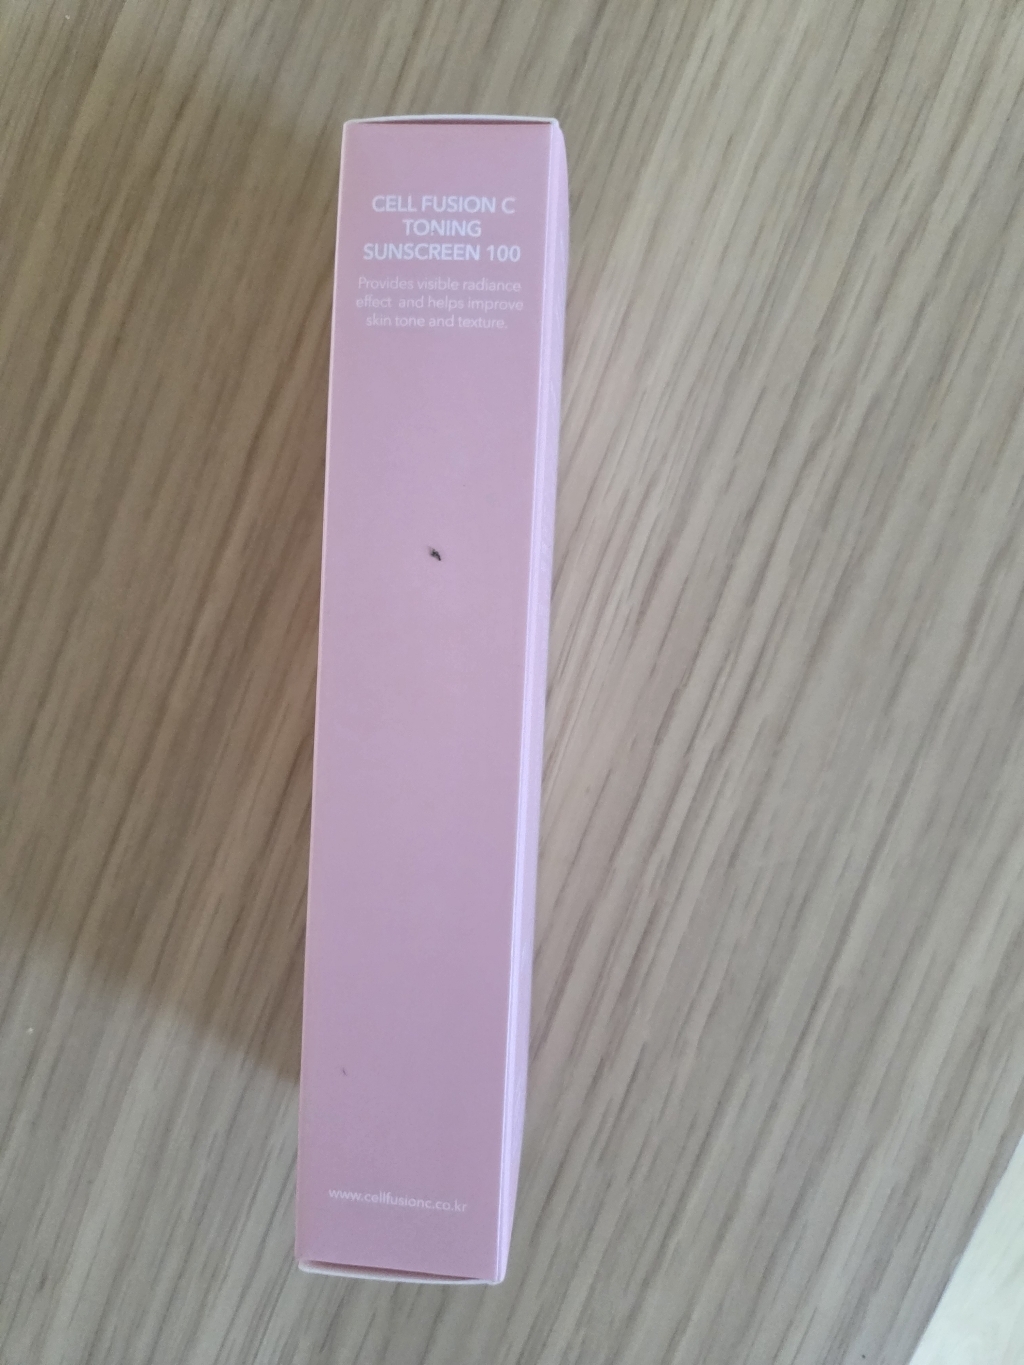 CELL FUSION C
TONING
SUNSCREEN 100
Provides visible radiance
effect and helps improve
skin tone and texture.
www.cellfusionc.co.kr